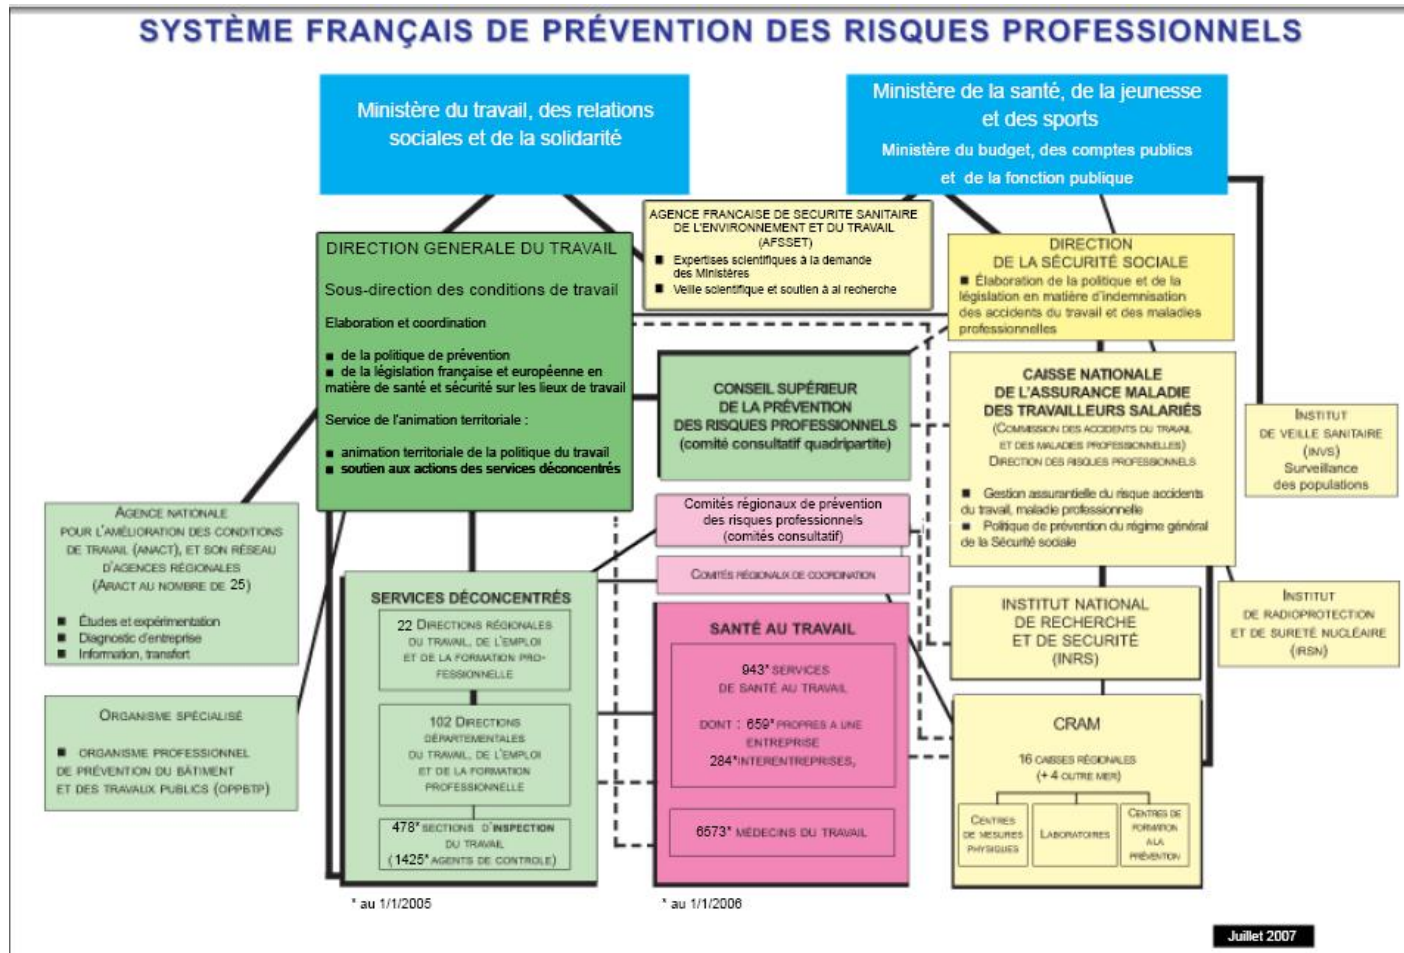 SYSTÈME FRANÇAIS DE PRÉVENTION DES RISQUES PROFESSIONNELS
Ministère du travail, des relations
sociales et de la solidarité
Ministère de la santé, de la jeunesse
et des sports
Ministère du budget, des comptes publics
et de la fonction publique
AGENCE FRANCAISE DE SECURITE SANITAIRE
DE L'ENVIRONNEMENT ET DU TRAVAIL
(AFSSET)
■ Expertises scientifiques à la demande
des Ministères
■ Veille scientifique et soutien à al recherche
DIRECTION GENERALE DU TRAVAIL
Sous-direction des conditions de travail
Elaboration et coordination
■ de la politique de prévention
■ de la législation française et européenne en
matière de santé et sécurité sur les lieux de travail
Service de l'animation territoriale :
■ animation territoriale de la politique du travail
■ soutien aux actions des services déconcentrés
DIRECTION
DE LA SÉCURITÉ SOCIALE
■ Élaboration de la politique et de la
législation en matière d'indemnisation
des accidents du travail et des maladies
professionnelles
CONSEIL SUPÉRIEUR
DE LA PRÉVENTION
DES RISQUES PROFESSIONNELS
(comité consultatif quadripartite)
CAISSE NATIONALE
DE L'ASSURANCE MALADIE
DES TRAVAILLEURS SALARIÉS
(COMMISSION DES ACCIDENTS DU TRAVAIL
ET DES MALADIES PROFESSIONNELLES)
DIRECTION DES RISQUES PROFESSIONNELS
■ Gestion assurantielle du risque accidents
du travail, maladie professionnelle
■ Politique de prévention du régime général
de la Sécurité sociale
INSTITUT
DE VEILLE SANITAIRE
(INVS)
Surveillance
des populations
AGENCE NATIONALE
POUR L'AMÉLIORATION DES CONDITIONS
DE TRAVAIL (ANACT), ET SON RÉSEAU
D'AGENCES RÉGIONALES
(ARACT AU NOMBRE DE 25)
■ Études et expérimentation
■ Diagnostic d'entreprise
■ Information, transfert
Comités régionaux de prévention
des risques professionnels
(comités consultatif)
COMITÉS RÉGIONAUX DE COORDINATION
SERVICES DÉCONCENTRÉS
22 DIRECTIONS RÉGIONALES
DU TRAVAIL, DE L'EMPLOI
ET DE LA FORMATION PRO-
FESSIONNELLE
102 DIRECTIONS
DÉPARTEMENTALES
DU TRAVAIL, DE L'EMPLOI
ET DE LA FORMATION
PROFESSIONNELLE
478* SECTIONS D'INSPECTION
DU TRAVAIL
(1425* AGENTS DE CONTROLE)
* au 1/1/2005
SANTÉ AU TRAVAIL
943* SERVICES
DE SANTÉ AU TRAVAIL
DONT : 659* PROPRES A UNE
ENTREPRISE
284* INTERENTREPRISES,
6573* MÉDECINS DU TRAVAIL
* au 1/1/2006
INSTITUT NATIONAL
DE RECHERCHE
ET DE SECURITÉ
(INRS)
INSTITUT
DE RADIOPROTECTION
ET DE SURETÉ NUCLÉAIRE
(IRSN)
ORGANISME SPÉCIALISÉ
■ ORGANISME PROFESSIONNEL
DE PRÉVENTION DU BÂTIMENT
ET DES TRAVAUX PUBLICS (OPPBTP)
CRAM
16 CAISSES RÉGIONALES
(+ 4 OUTRE MER)
CENTRES
DE MESURES
PHYSIQUES
LABORATOIRES
CENTRES DE
FORMATION
A LA
PRÉVENTION
Juillet 2007